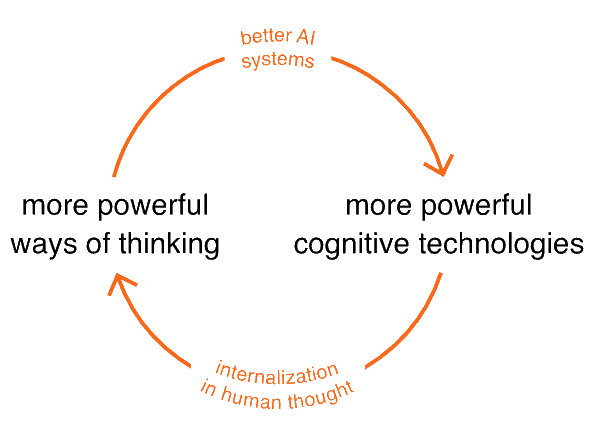 better AI
systems
more powerful
ways of thinking
more powerful
cognitive technologies
internalization
in human thought